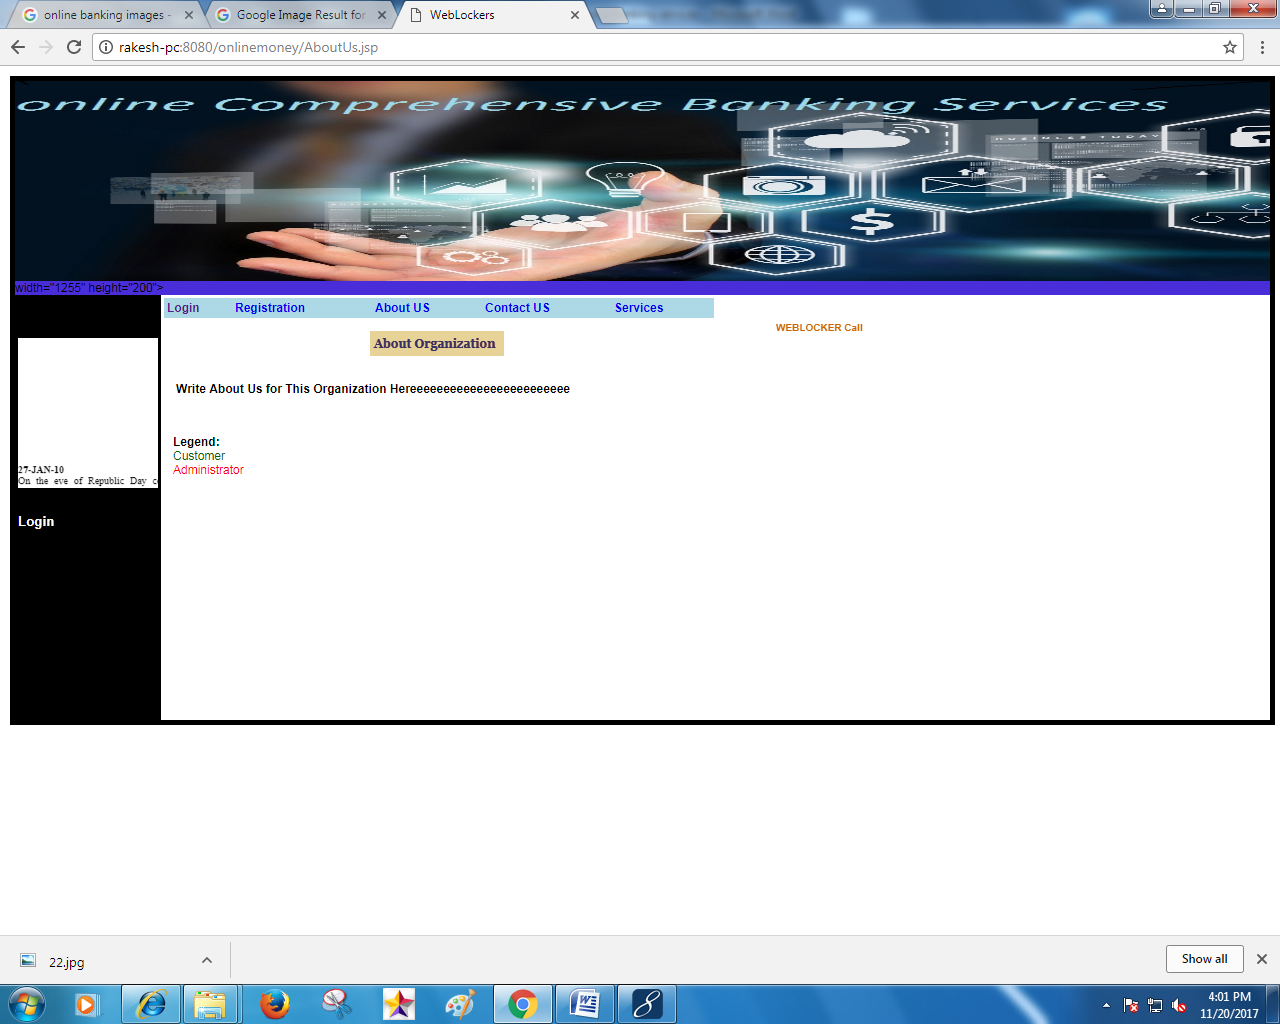 online banking images -
Google Image Result for
WebLockers
rakesh-pc:8080/onlinemoney/AboutUs.jsp
online Comprehensive Banking Services
width="1255" height="200">
Login Registration About US Contact US Services
WEBLOCKER Call
About Organization
Write About Us for This Organization Hereeeeeeeeeeeeeeeeeeeeeeeee
Legend:
Customer
Administrator
27-JAN-10
On the eve of Republic Day c
Login
22.jpg
Show all
4:01 PM
11/20/2017